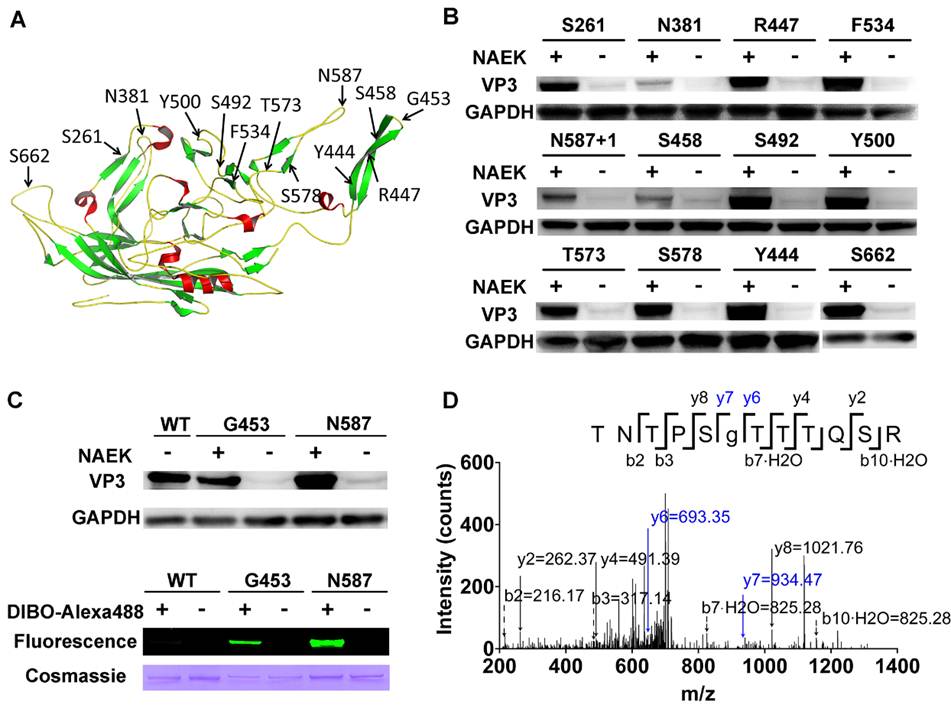 A
N587
N381 Y500 S492 T573 S458 G453
S261 F534
S662 Y444
S578 R447
B
S261 N381 R447 F534
NAEK + - + - + - + -
VP3
GAPDH
N587+1 S458 S492 Y500
NAEK + - + - + - + -
VP3
GAPDH
T573 S578 Y444 S662
NAEK + - + - + - + -
VP3
GAPDH
C
WT G453 N587
NAEK - + - + -
VP3
GAPDH
WT G453 N587
DIBO-Alexa488 + - + - + -
Fluorescence
Cosmassie
D
y8 y7 y6 y4 y2
T N T P S g T T T Q S R
b2 b3 b7·H2O b10·H2O
600
400
200
0
Intensity (counts)
y6=693.35
y2=262.37 y4=491.39 y8=1021.76
y7=934.47
b2=216.17 b3=317.14 b7·H2O=825.28 b10·H2O=825.28
200 400 600 800 1000 1200 1400
m/z